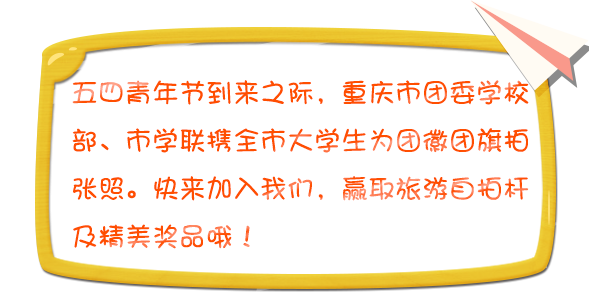 五四青年节到来之际，重庆市团委学校
部、市学联携全市大学生为团徽团旗拍
张照。快来加入我们，赢取旅游自拍杆
及精美奖品哦！